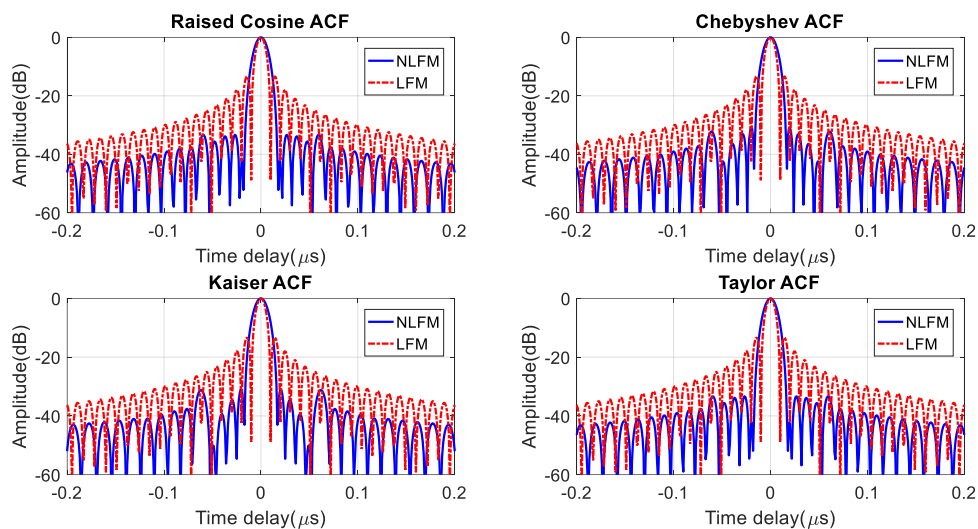 Raised Cosine ACF
0
-20
-40
-60
Amplitude(dB)
NLFM
LFM
-0.2
-0.1
0
0.1
0.2
Time delay(μs)
Chebyshev ACF
0
-20
-40
-60
Amplitude(dB)
NLFM
LFM
-0.2
-0.1
0
0.1
0.2
Time delay(μs)
Kaiser ACF
0
-20
-40
-60
Amplitude(dB)
NLFM
LFM
-0.2
-0.1
0
0.1
0.2
Time delay(μs)
Taylor ACF
0
-20
-40
-60
Amplitude(dB)
NLFM
LFM
-0.2
-0.1
0
0.1
0.2
Time delay(μs)